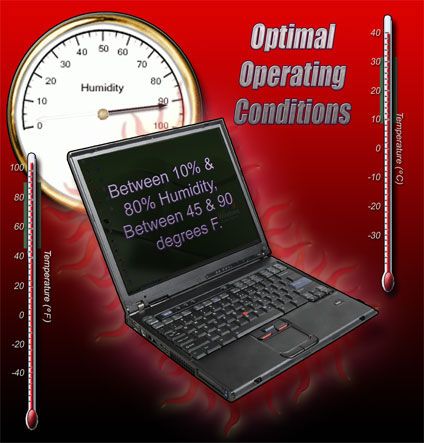 Optimal
Operating
Conditions
0
10
20
30
40
50
60
70
80
90
100
Humidity
Between 10% &
80% Humidity,
Between 45 & 90
degrees F.
100
80
60
40
20
0
-20
-40
Temperature (°F)
40
30
20
10
0
-10
-20
-30
Temperature (°C)